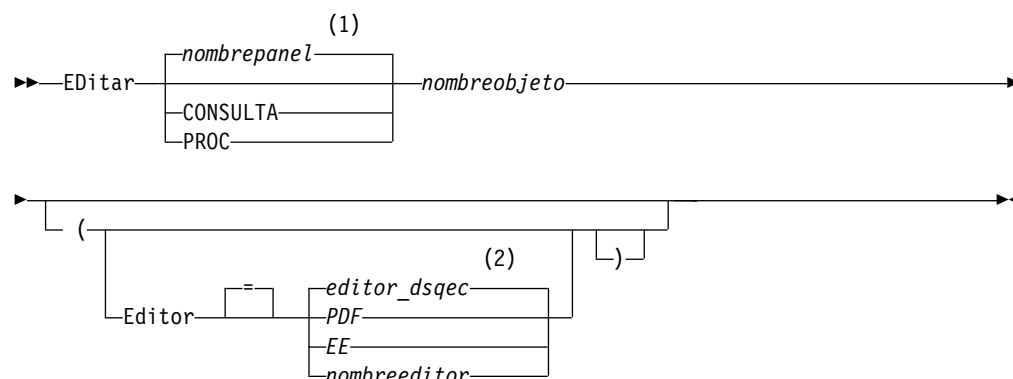 (1)
nombrepanel
EDitar
nombreobjeto
CONSULTA
PROC
(
)
(2)
editor_dsqec
=
Editor
PDF
EE
nombreeditor